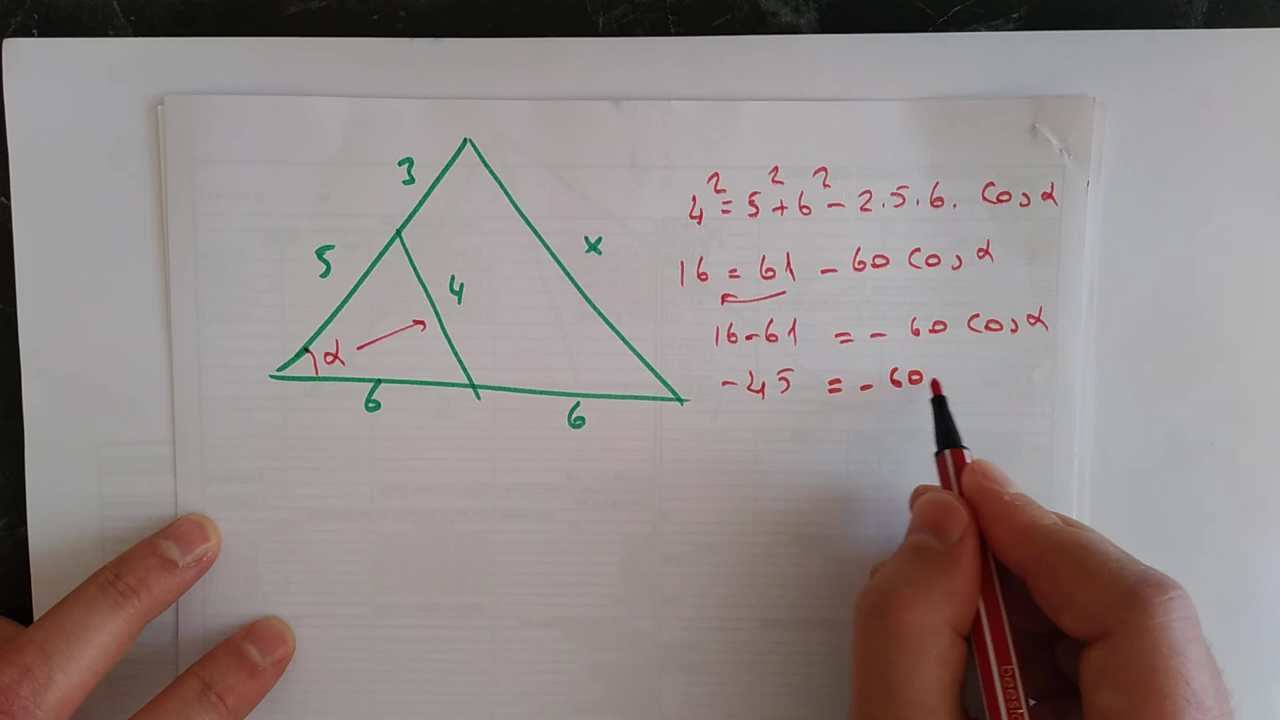 3
5
4
x
α
6
6
4² = 5² + 6² - 2.5.6. Cos α
16 = 61 - 60 Cos α
16-61 = - 60 Cos α
-45 = - 60